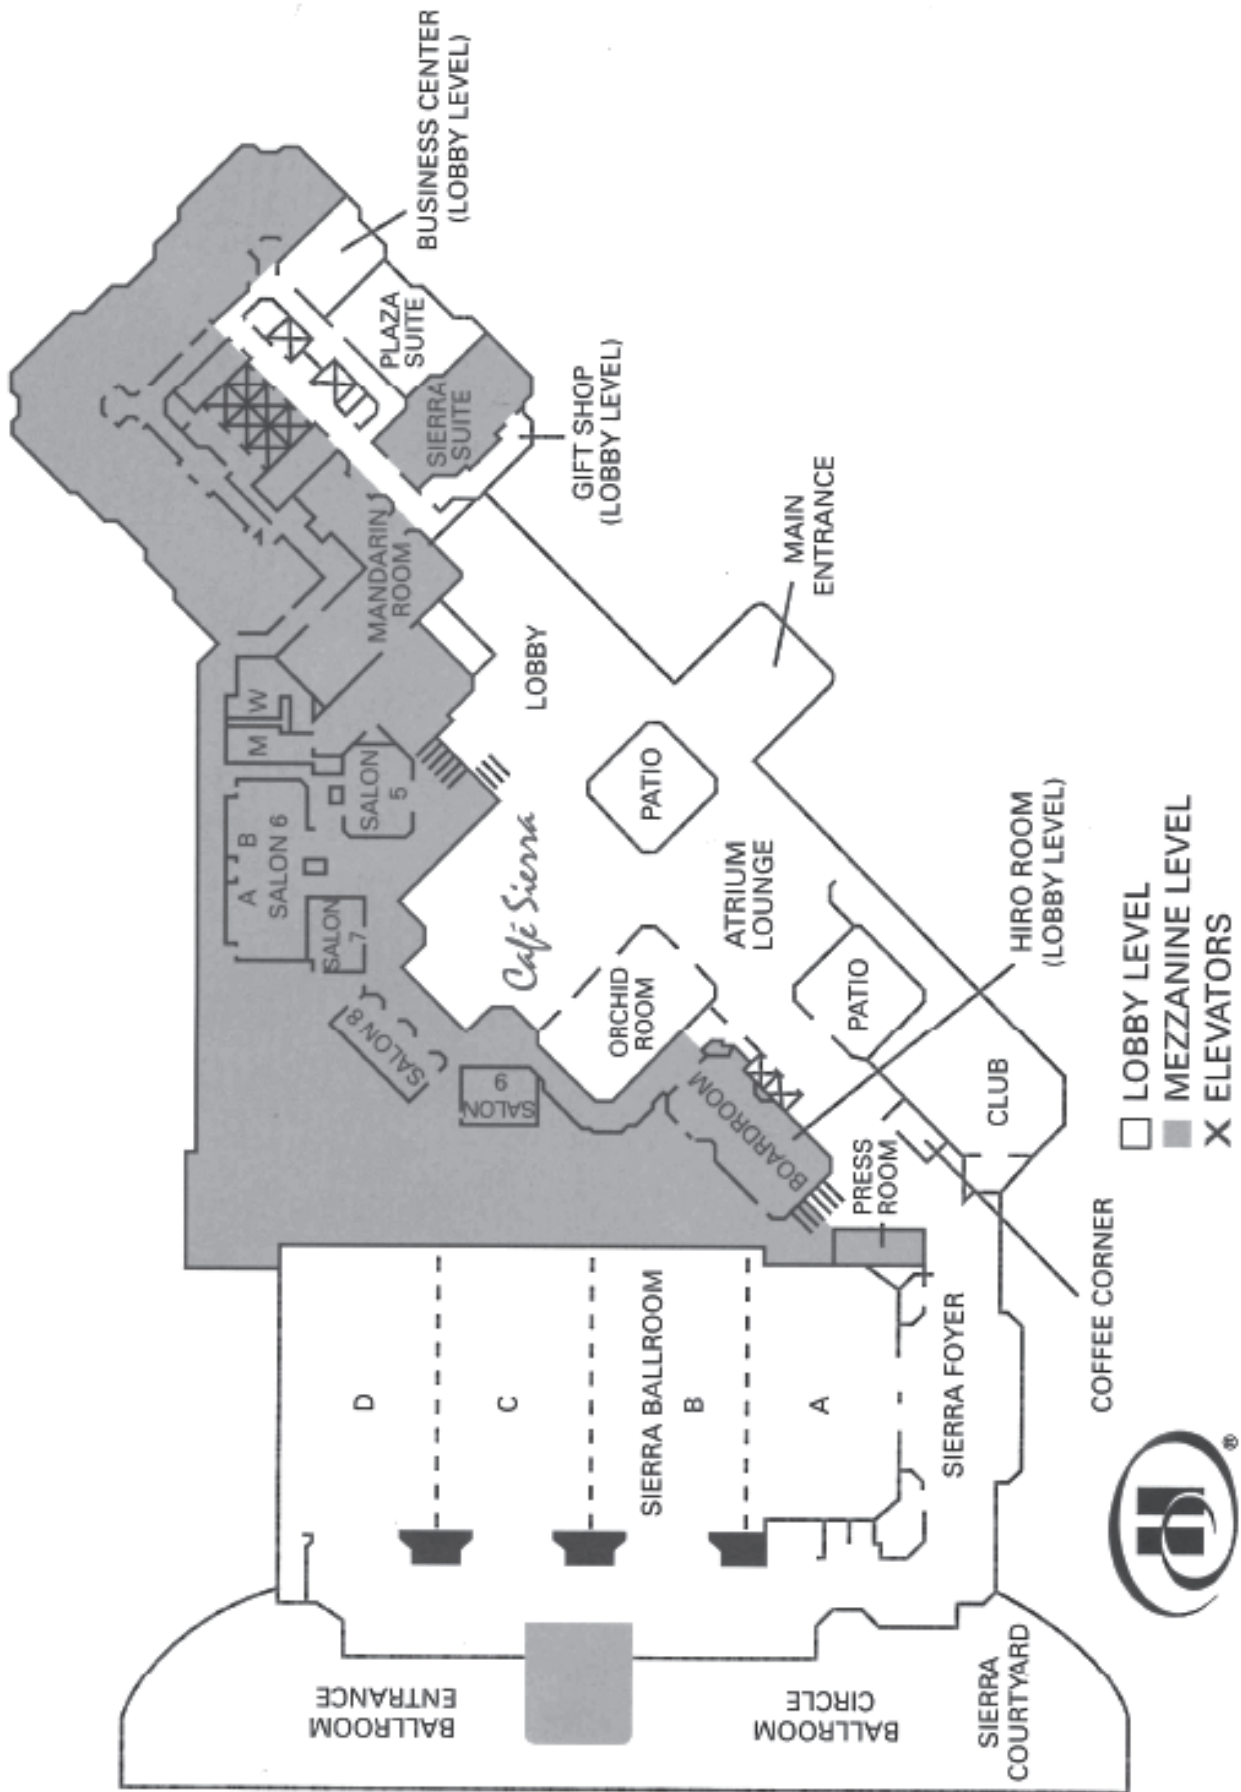 BUSINESS CENTER
(LOBBY LEVEL)
PLAZA
SUITE
SIERRA
SUITE
GIFT SHOP
(LOBBY LEVEL)
MAIN
ENTRANCE
MANDARIN
ROOM
LOBBY
W
M
SALON
5
B
A
SALON 6
SALON
7
SALON 8
SALON
9
Café Sierra
PATIO
ATRIUM
LOUNGE
ORCHID
ROOM
PATIO
HIRO ROOM
(LOBBY LEVEL)
BOARDROOM
PRESS
ROOM
CLUB
COFFEE CORNER
D
C
SIERRA BALLROOM
B
A
SIERRA FOYER
BALLROOM
ENTRANCE
BALLROOM
CIRCLE
SIERRA
COURTYARD
LOBBY LEVEL
MEZZANINE LEVEL
X ELEVATORS
H
®